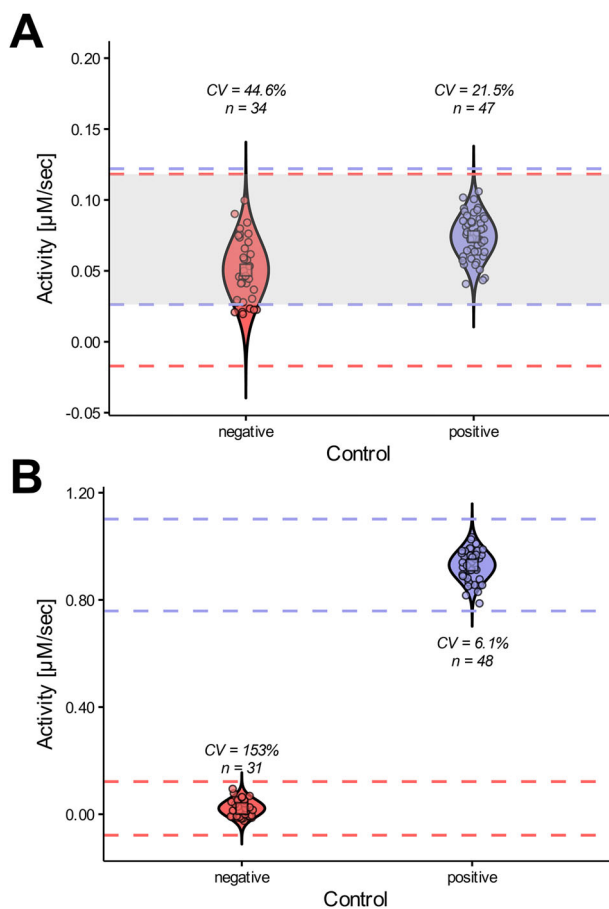 A
Activity [µM/sec]
0.20
0.15
0.10
0.05
0.00
-0.05
CV = 44.6%
n = 34
CV = 21.5%
n = 47
negative
positive
Control
B
Activity [µM/sec]
1.20
0.80
0.40
0.00
CV = 6.1%
n = 48
CV = 153%
n = 31
negative
positive
Control